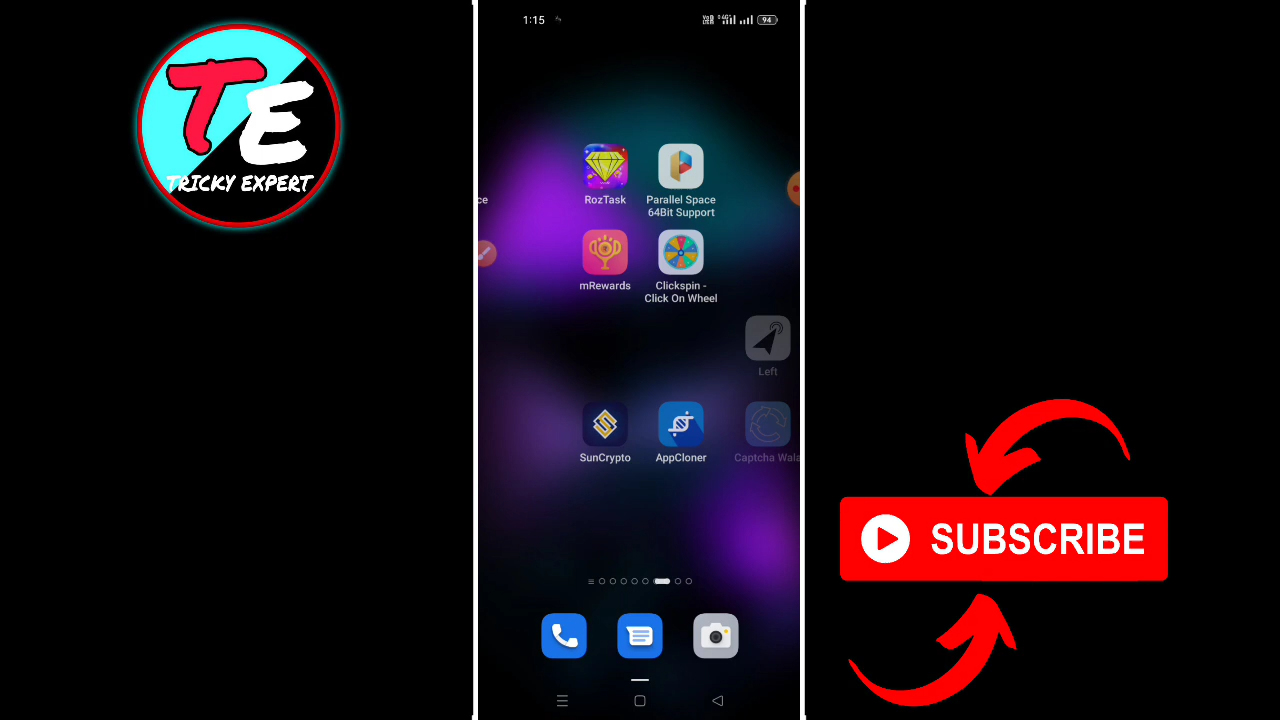 TE
TRICKY EXPERT
1:15
94
ce
RozTask
Parallel Space
64Bit Support
mRewards
Clickspin -
Click On Wheel
Left
SunCrypto
AppCloner
Captcha Wala
SUBSCRIBE